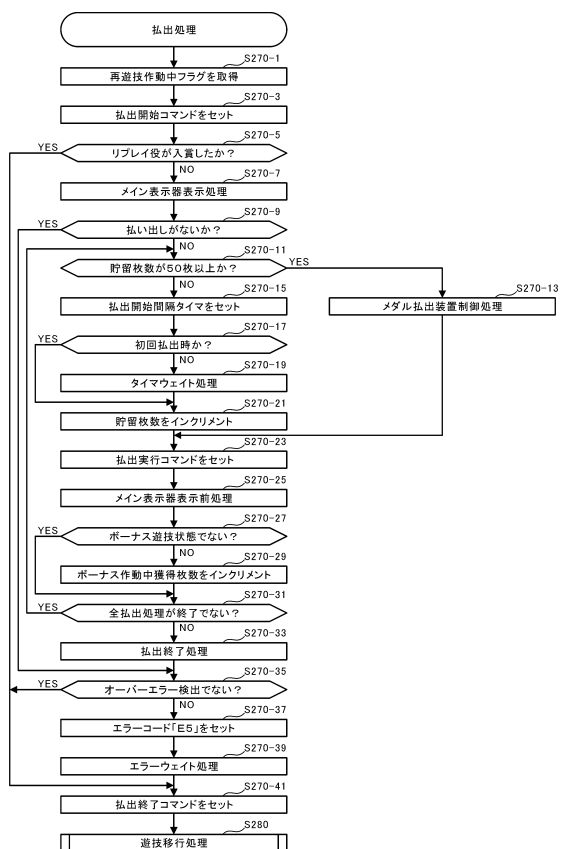 払出処理
S270-1
再遊技作動中フラグを取得
S270-3
払出開始コマンドをセット
S270-5
YES
リプレイ役が入賞したか？
NO
S270-7
メイン表示器表示処理
S270-9
YES
払い出しがないか？
NO
S270-11
貯留枚数が５０枚以上か？
YES
NO
S270-13
メダル払出装置制御処理
S270-15
払出開始間隔タイマをセット
S270-17
YES
初回払出時か？
NO
S270-19
タイマウェイト処理
S270-21
貯留枚数をインクリメント
S270-23
払出実行コマンドをセット
S270-25
メイン表示器表示前処理
S270-27
YES
ボーナス遊技状態でない？
NO
S270-29
ボーナス作動中獲得枚数をインクリメント
S270-31
YES
全払出処理が終了でない？
NO
S270-33
払出終了処理
S270-35
YES
オーバーエラー検出でない？
NO
S270-37
エラーコード「E5」をセット
S270-39
エラーウェイト処理
S270-41
払出終了コマンドをセット
S280
遊技移行処理